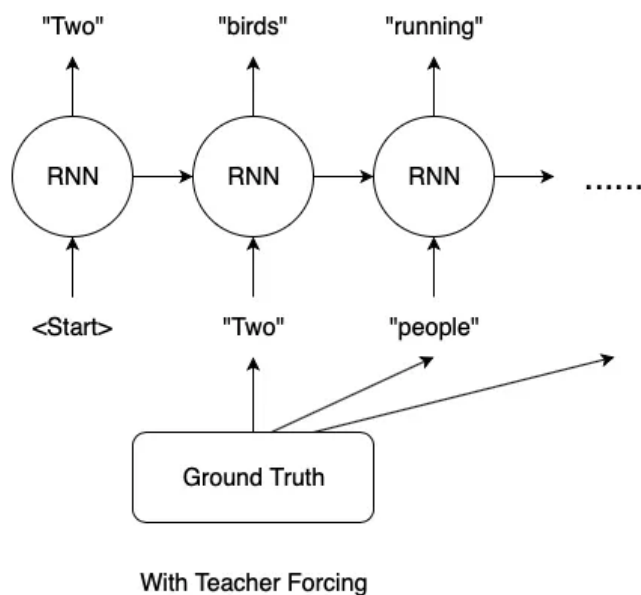 "Two" "birds" "running"
RNN RNN RNN ......
<Start> "Two" "people"
Ground Truth
With Teacher Forcing